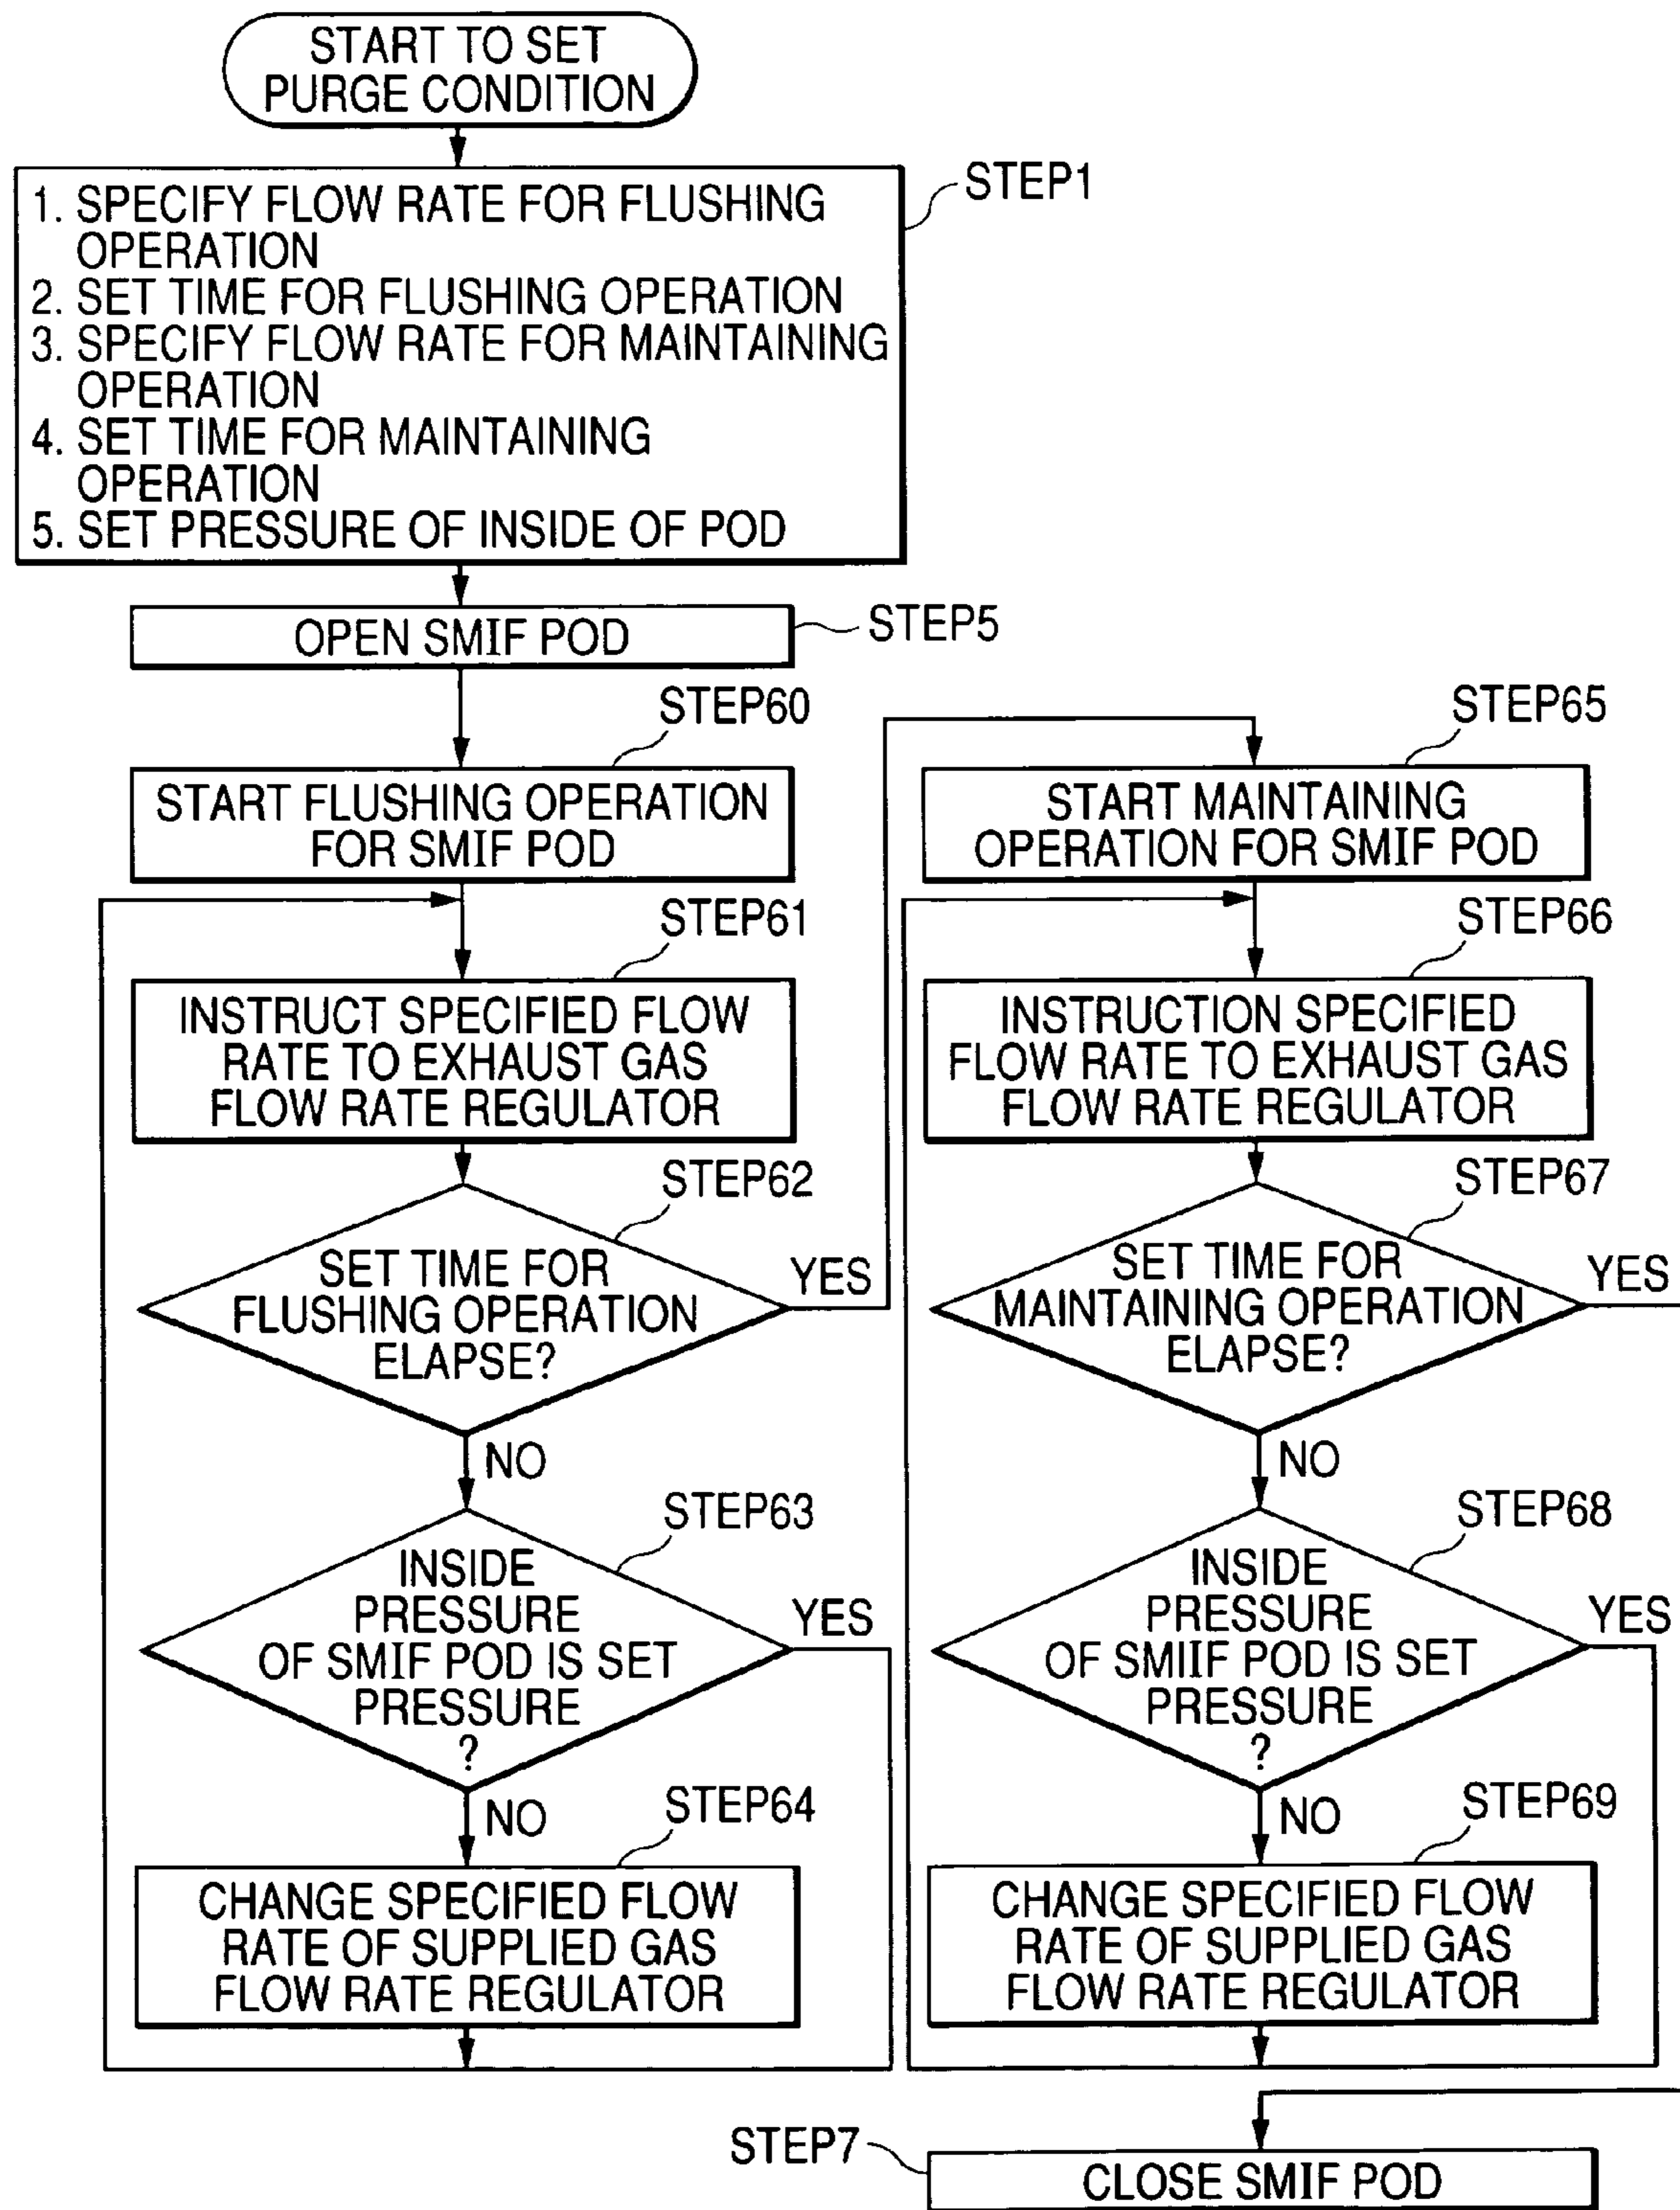 START TO SET
PURGE CONDITION
STEP1
1. SPECIFY FLOW RATE FOR FLUSHING
OPERATION
2. SET TIME FOR FLUSHING OPERATION
3. SPECIFY FLOW RATE FOR MAINTAINING
OPERATION
4. SET TIME FOR MAINTAINING
OPERATION
5. SET PRESSURE OF INSIDE OF POD
STEP5
OPEN SMIF POD
STEP60
START FLUSHING OPERATION
FOR SMIF POD
STEP61
INSTRUCT SPECIFIED FLOW
RATE TO EXHAUST GAS
FLOW RATE REGULATOR
STEP62
SET TIME FOR
FLUSHING OPERATION
ELAPSE?
YES
NO
STEP63
INSIDE
PRESSURE
OF SMIF POD IS SET
PRESSURE
?
YES
NO
STEP64
CHANGE SPECIFIED FLOW
RATE OF SUPPLIED GAS
FLOW RATE REGULATOR
STEP65
START MAINTAINING
OPERATION FOR SMIF POD
STEP66
INSTRUCTION SPECIFIED
FLOW RATE TO EXHAUST GAS
FLOW RATE REGULATOR
STEP67
SET TIME FOR
MAINTAINING OPERATION
ELAPSE?
YES
NO
STEP68
INSIDE
PRESSURE
OF SMIIF POD IS SET
PRESSURE
?
YES
NO
STEP69
CHANGE SPECIFIED FLOW
RATE OF SUPPLIED GAS
FLOW RATE REGULATOR
STEP7
CLOSE SMIF POD